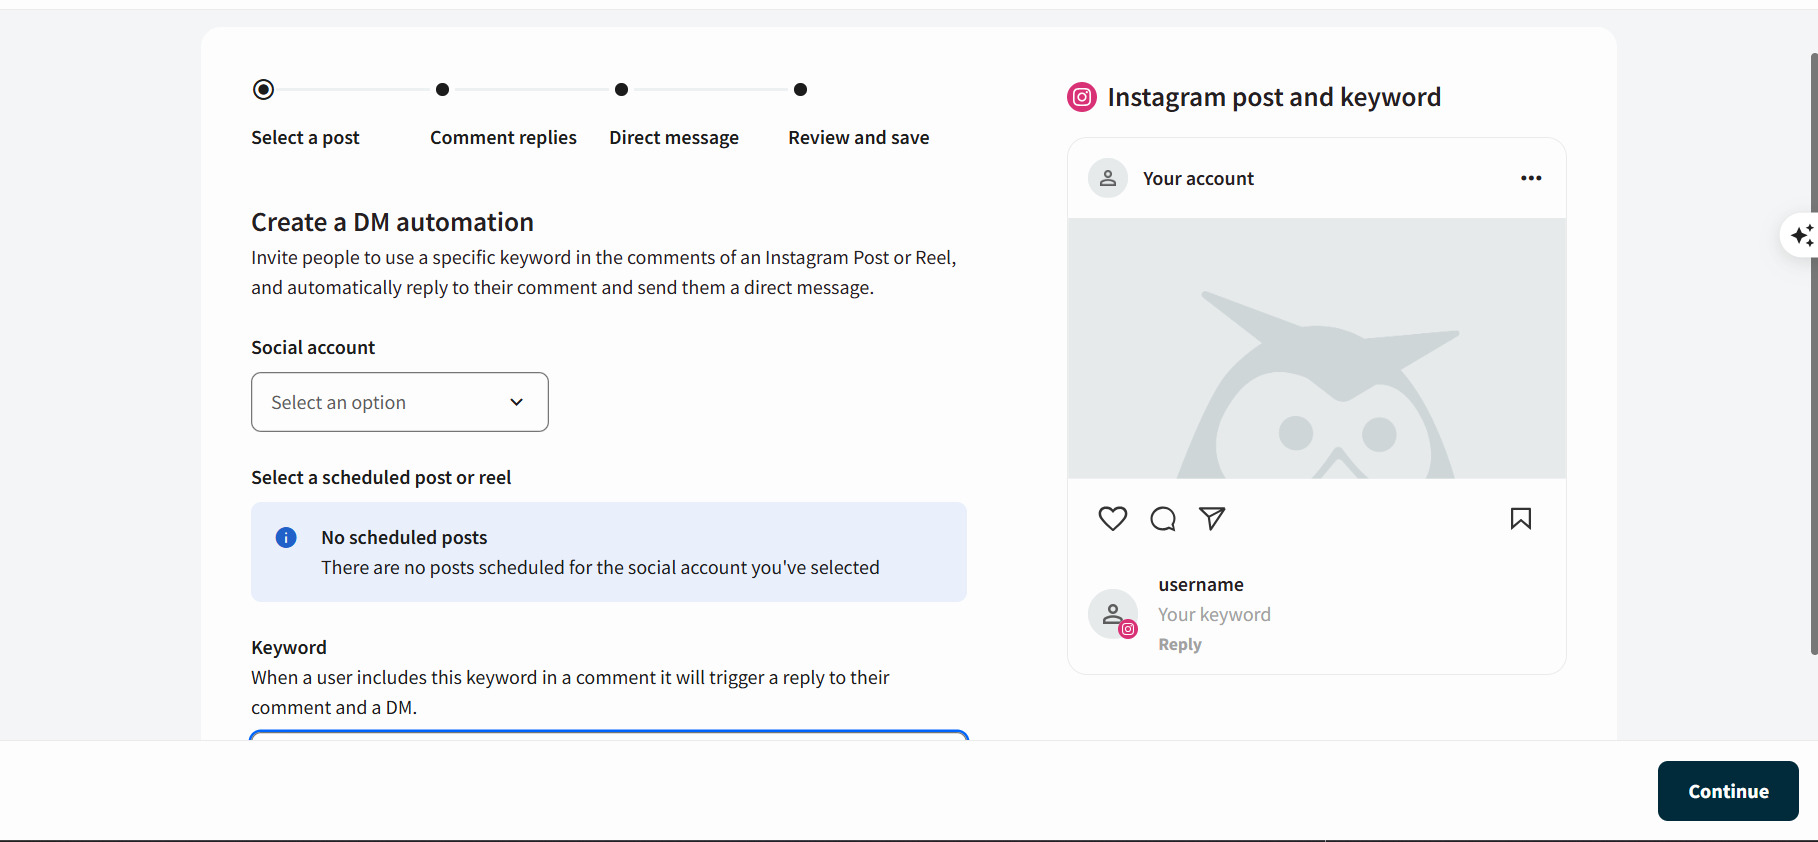 Select a post
Comment replies
Direct message
Review and save
Create a DM automation
Invite people to use a specific keyword in the comments of an Instagram Post or Reel,
and automatically reply to their comment and send them a direct message.
Social account
Select an option
Select a scheduled post or reel
No scheduled posts
There are no posts scheduled for the social account you've selected
Keyword
When a user includes this keyword in a comment it will trigger a reply to their
comment and a DM.
Instagram post and keyword
Your account
username
Your keyword
Reply
Continue